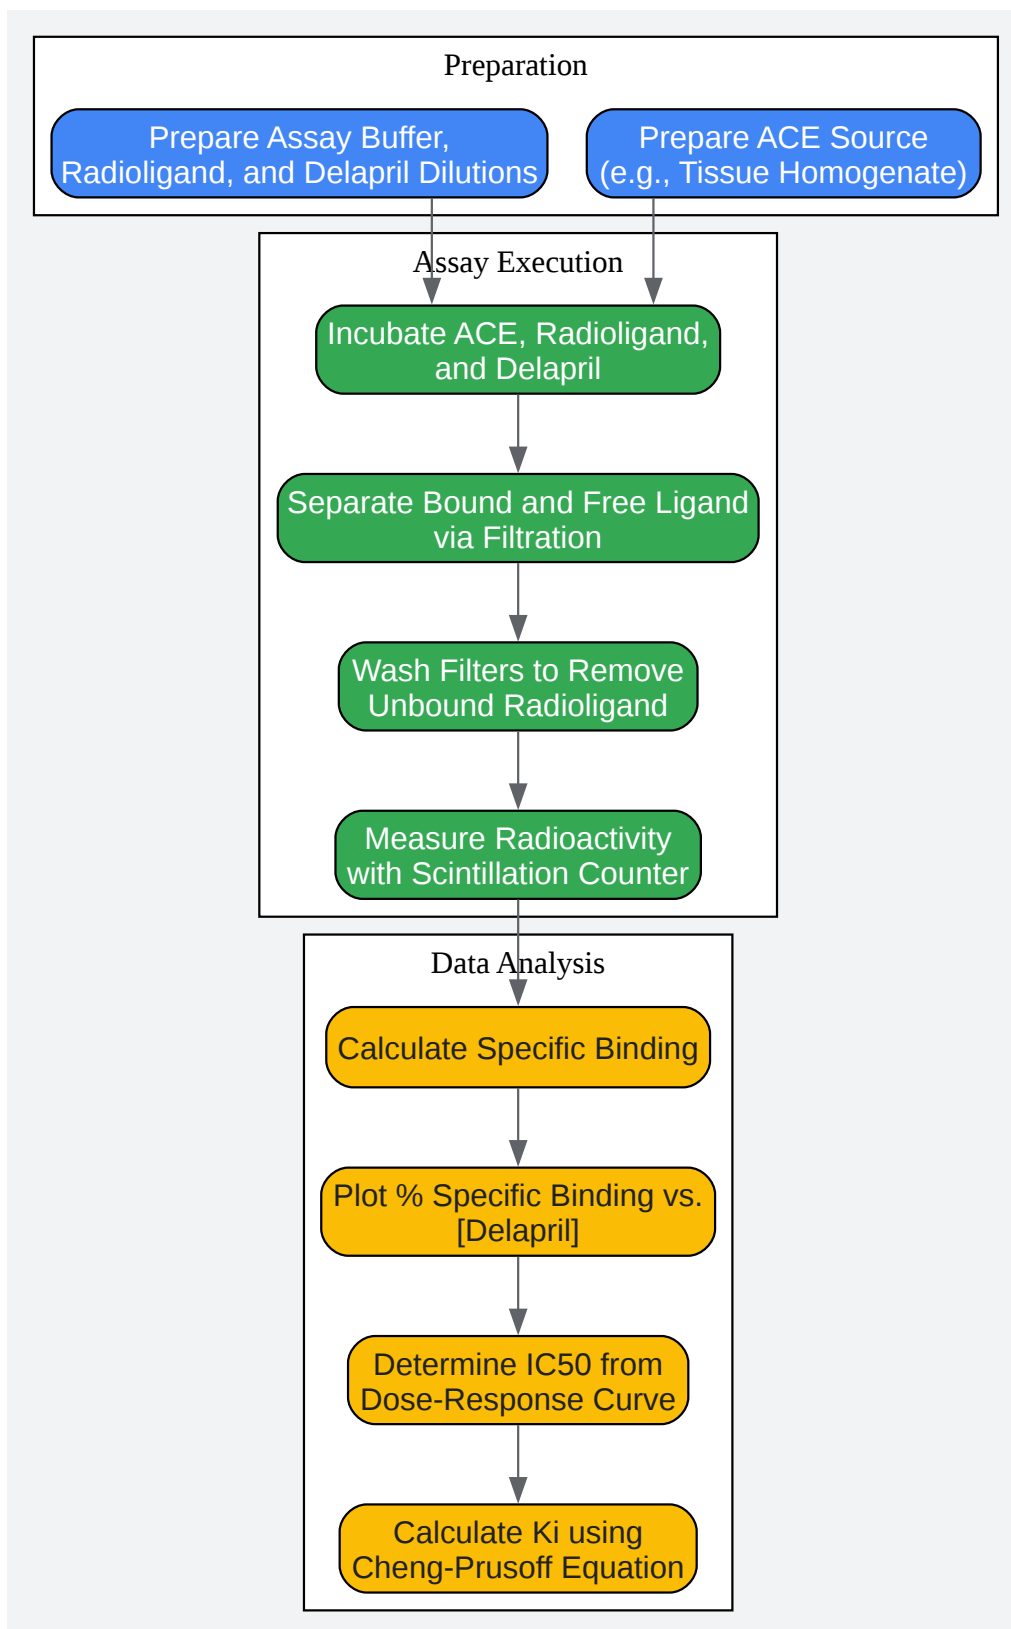 Preparation
Prepare Assay Buffer,
Radioligand, and Delapril Dilutions
Prepare ACE Source
(e.g., Tissue Homogenate)
Assay Execution
Incubate ACE, Radioligand,
and Delapril
Separate Bound and Free Ligand
via Filtration
Wash Filters to Remove
Unbound Radioligand
Measure Radioactivity
with Scintillation Counter
Data Analysis
Calculate Specific Binding
Plot % Specific Binding vs.
[Delapril]
Determine IC50 from
Dose-Response Curve
Calculate Ki using
Cheng-Prusoff Equation